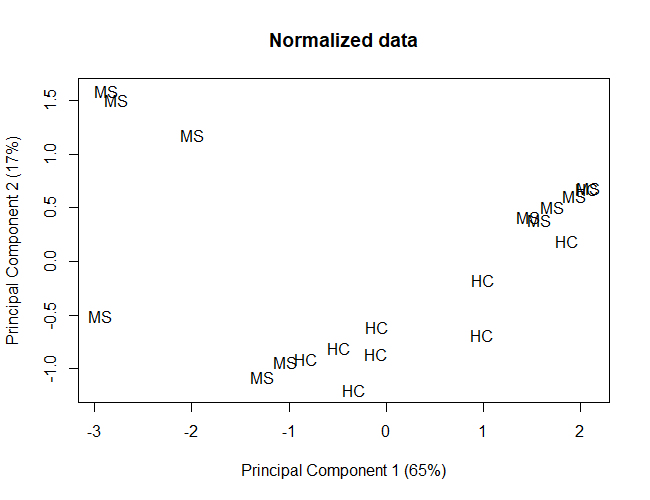 Normalized data
MS
MS
MS
MS
MS
MS
HC
HC
HC
HC
HC
HC
HC
HC
HC
MS
MS
MS
MS
MS
HC
1.5
1.0
0.5
0.0
-0.5
-1.0
Principal Component 2 (17%)
-3 -2 -1 0 1 2
Principal Component 1 (65%)